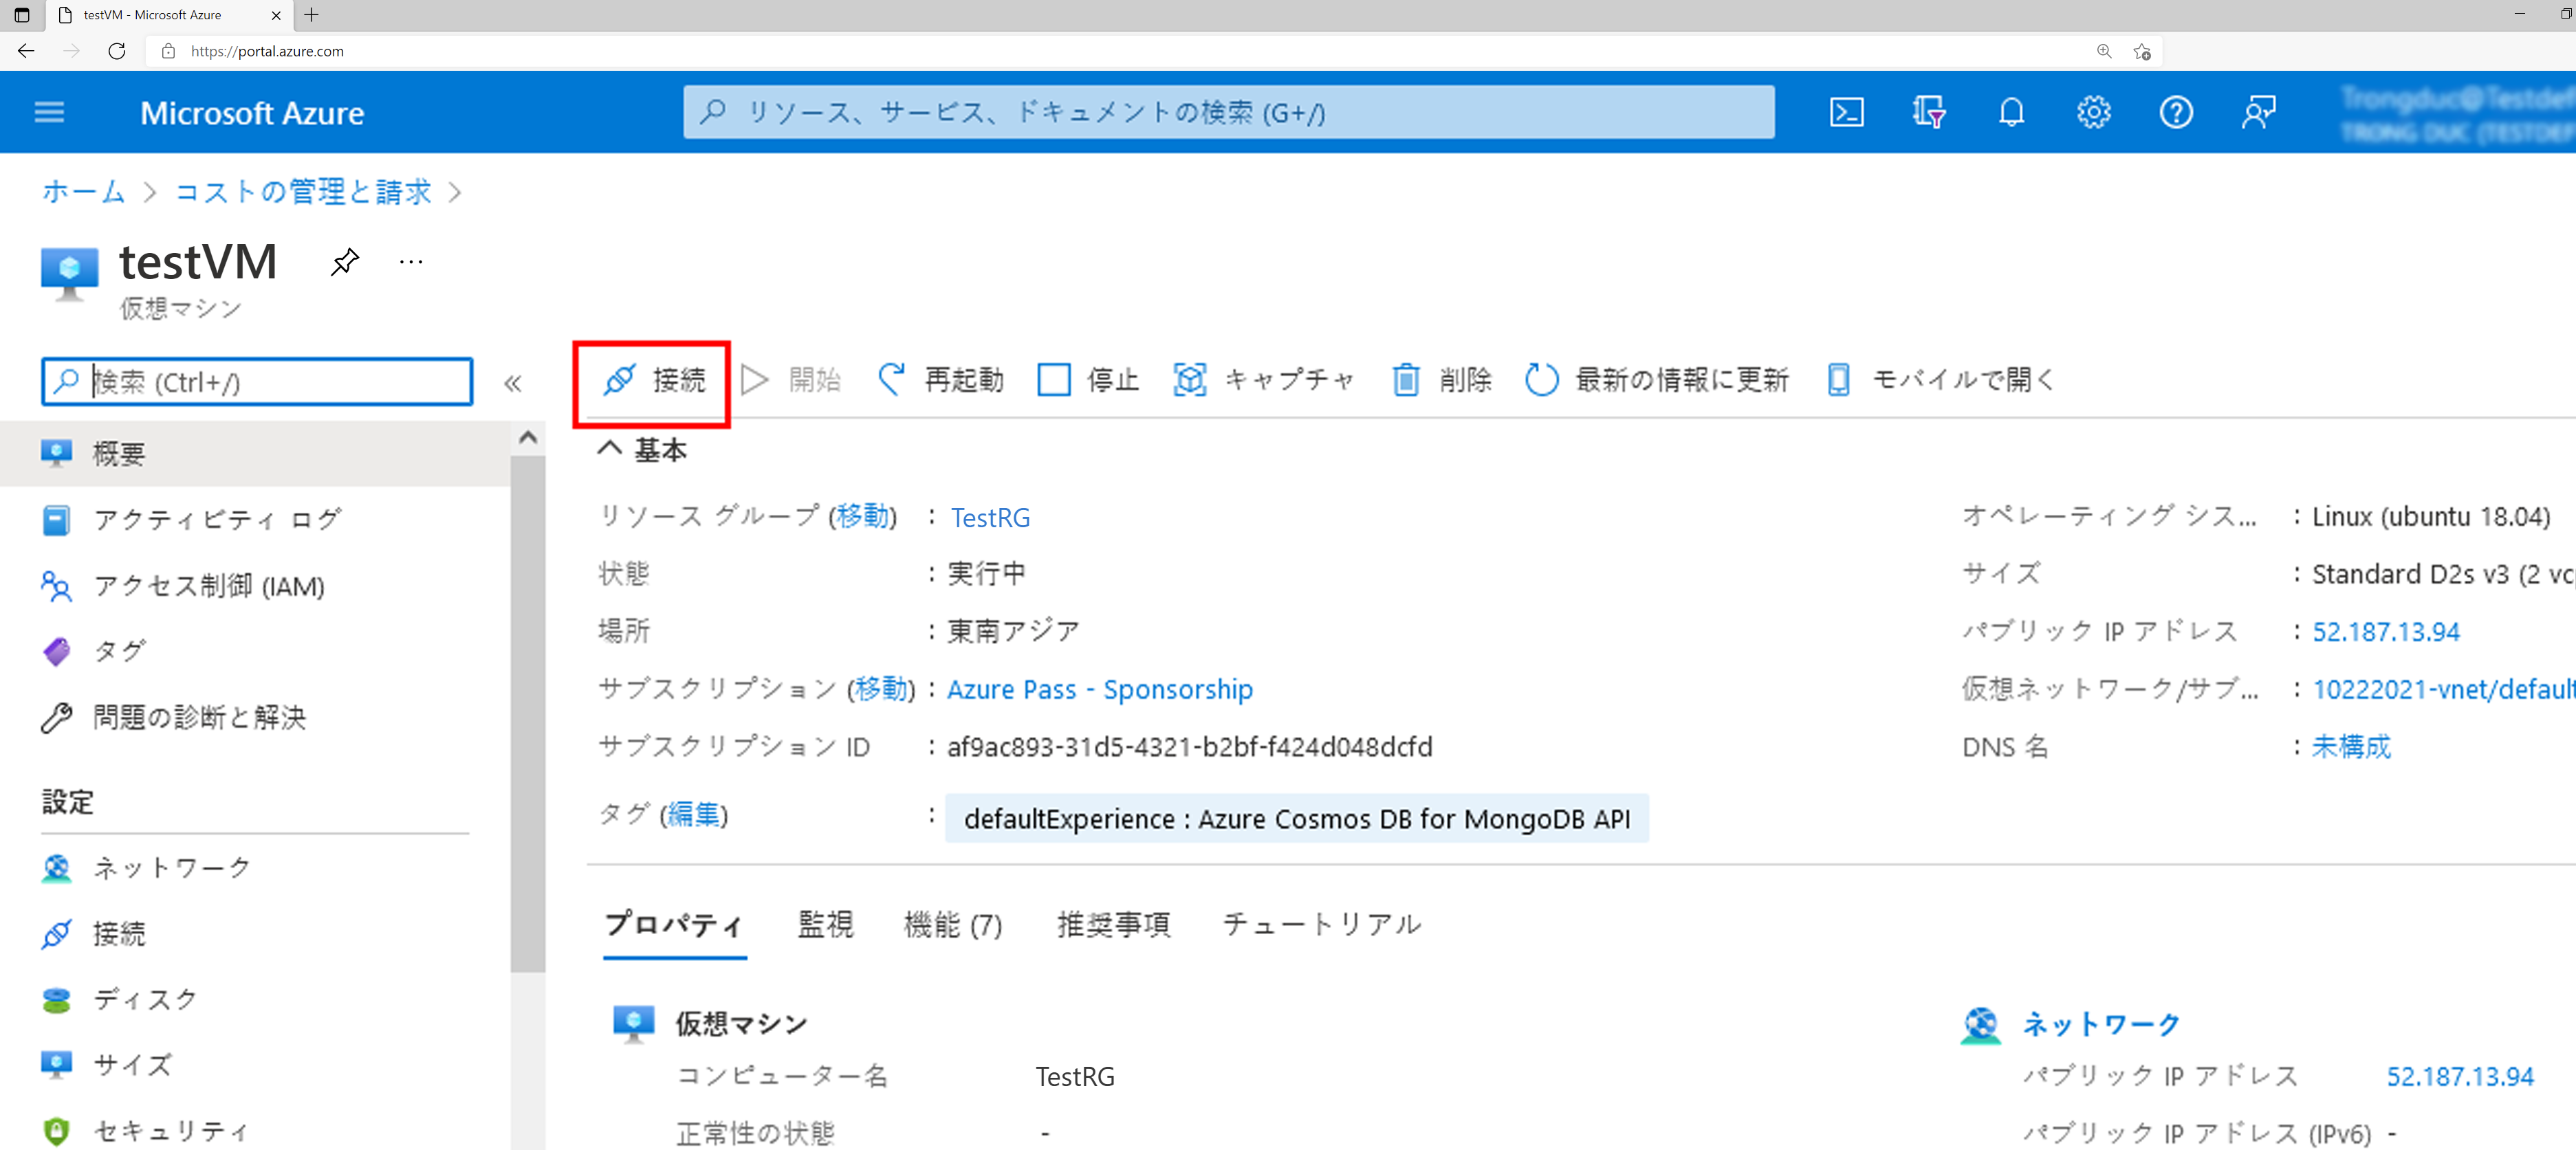 testVM - Microsoft Azure
https://portal.azure.com
Microsoft Azure
リソース、サービス、ドキュメントの検索 (G+/)
ホーム > コストの管理と請求 >
testVM
仮想マシン
検索 (Ctrl+/)
«
接続 開始 再起動 停止 キャプチャ 削除 最新の情報に更新 モバイルで開く
概要
アクティビティ ログ
アクセス制御 (IAM)
タグ
問題の診断と解決
設定
ネットワーク
接続
ディスク
サイズ
セキュリティ
基本
リソース グループ (移動) : TestRG
状態 : 実行中
場所 : 東南アジア
サブスクリプション (移動) : Azure Pass - Sponsorship
サブスクリプション ID : af9ac893-31d5-4321-b2bf-f424d048dcfd
タグ (編集) : defaultExperience : Azure Cosmos DB for MongoDB API
オペレーティング シス... : Linux (ubuntu 18.04)
サイズ : Standard D2s v3 (2 vc
パブリック IP アドレス : 52.187.13.94
仮想ネットワーク/サブ... : 10222021-vnet/default
DNS 名 : 未構成
プロパティ 監視 機能 (7) 推奨事項 チュートリアル
仮想マシン
コンピューター名 TestRG
正常性の状態 -
ネットワーク
パブリック IP アドレス 52.187.13.94
パブリック IP アドレス (IPv6) -